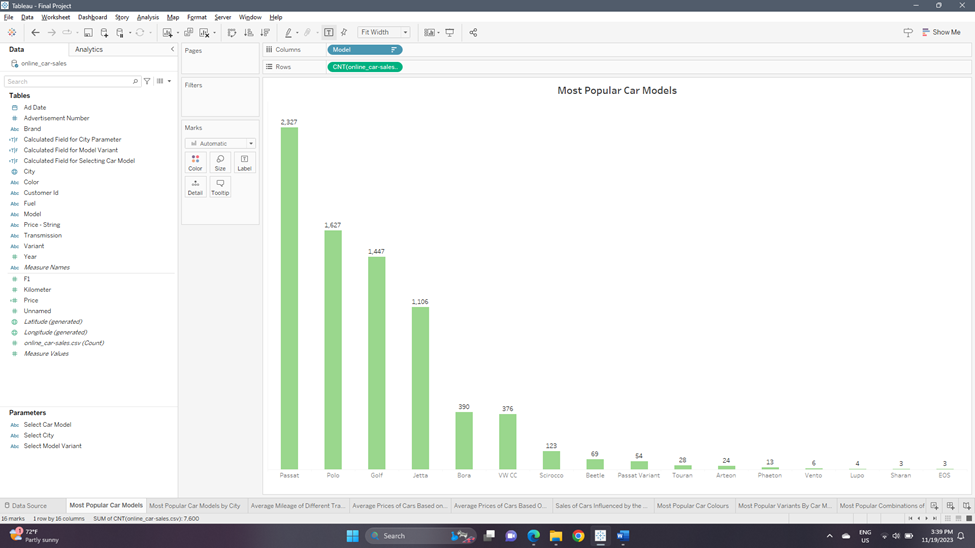 Tableau - Final Project
File Data Worksheet Dashboard Story Analysis Map Format Server Window Help
Fit Width
Show Me
Data Analytics
online_car-sales
Search
Tables
Ad Date
Advertisement Number
Brand
Calculated Field for City Parameter
Calculated Field for Model Variant
Calculated Field for Selecting Car Model
City
Color
Customer Id
Fuel
Model
Price - String
Transmission
Variant
Year
Measure Names
F1
Kilometer
Price
Unnamed
Latitude (generated)
Longitude (generated)
online_car-sales.csv (Count)
Measure Values
Parameters
Select Car Model
Select City
Select Model Variant
Pages
Filters
Marks
Automatic
Color Size Label
Detail Tooltip
Columns Model
Rows CNT(online_car-sales..
Most Popular Car Models
2,327
1,627
1,447
1,106
390
376
123
69
54
28
24
13
6
4
3
3
Passat Polo Golf Jetta Bora VW CC Scirocco Beetle Passat Variant Touran Arteon Phaeton Vento Lupo Sharan EOS
Data Source Most Popular Car Models Most Popular Car Models by City Average Mileage of Different Tra... Average Prices of Cars Based on... Average Prices of Cars Based O... Sales of Cars Influenced by the ... Most Popular Car Colours Most Popular Variants By Car M... Most Popular Combinations of
16 marks 1 row by 16 columns SUM of CNT(online_car-sales.csv): 7,600
72°F
Partly sunny
Search
ENG
US
3:39 PM
11/19/2023